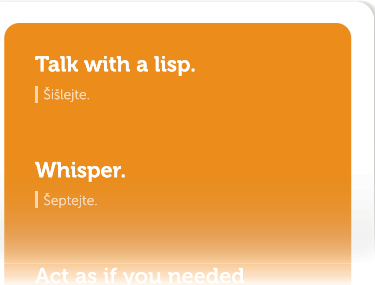 Talk with a lisp.
Šišlejte.
Whisper.
Šeptejte.
Act as if you needed